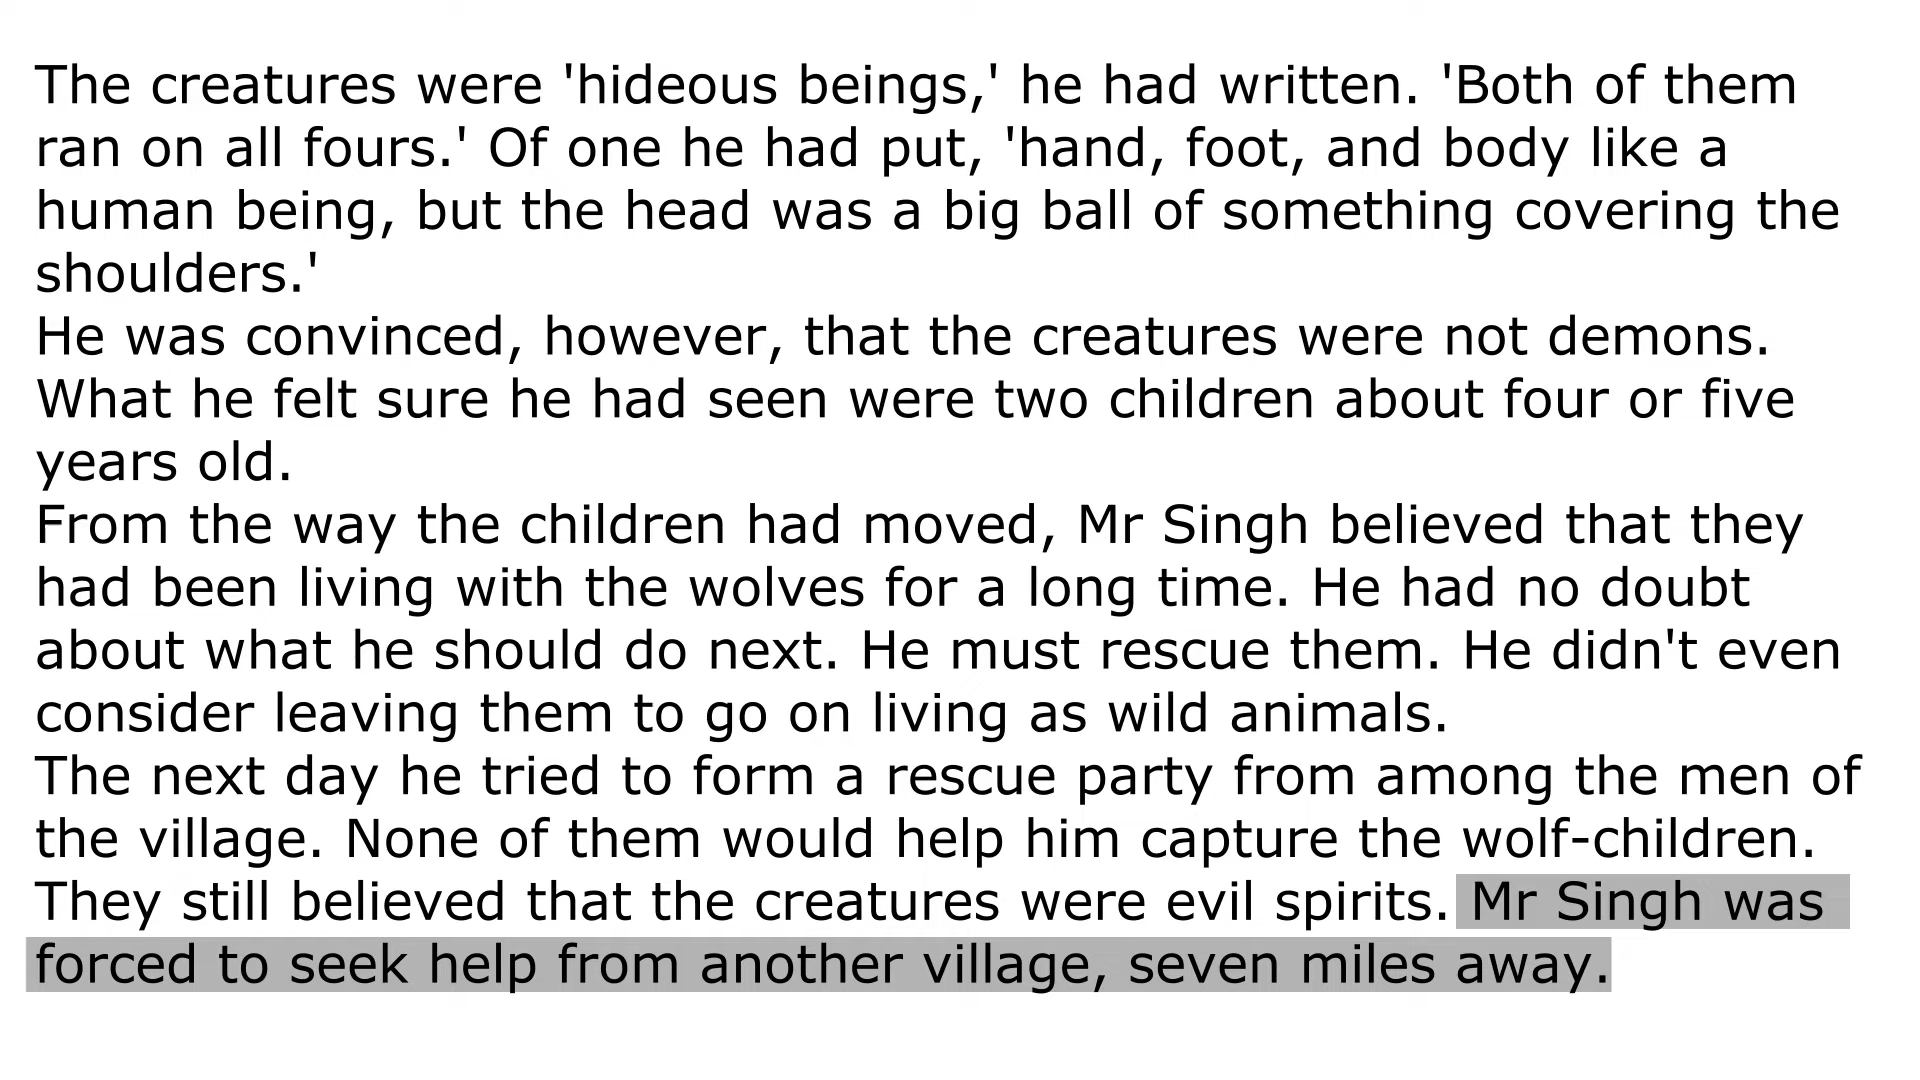 The creatures were 'hideous beings,' he had written. 'Both of them
ran on all fours.' Of one he had put, 'hand, foot, and body like a
human being, but the head was a big ball of something covering the
shoulders.'
He was convinced, however, that the creatures were not demons.
What he felt sure he had seen were two children about four or five
years old.
From the way the children had moved, Mr Singh believed that they
had been living with the wolves for a long time. He had no doubt
about what he should do next. He must rescue them. He didn't even
consider leaving them to go on living as wild animals.
The next day he tried to form a rescue party from among the men of
the village. None of them would help him capture the wolf-children.
They still believed that the creatures were evil spirits. Mr Singh was
forced to seek help from another village, seven miles away.